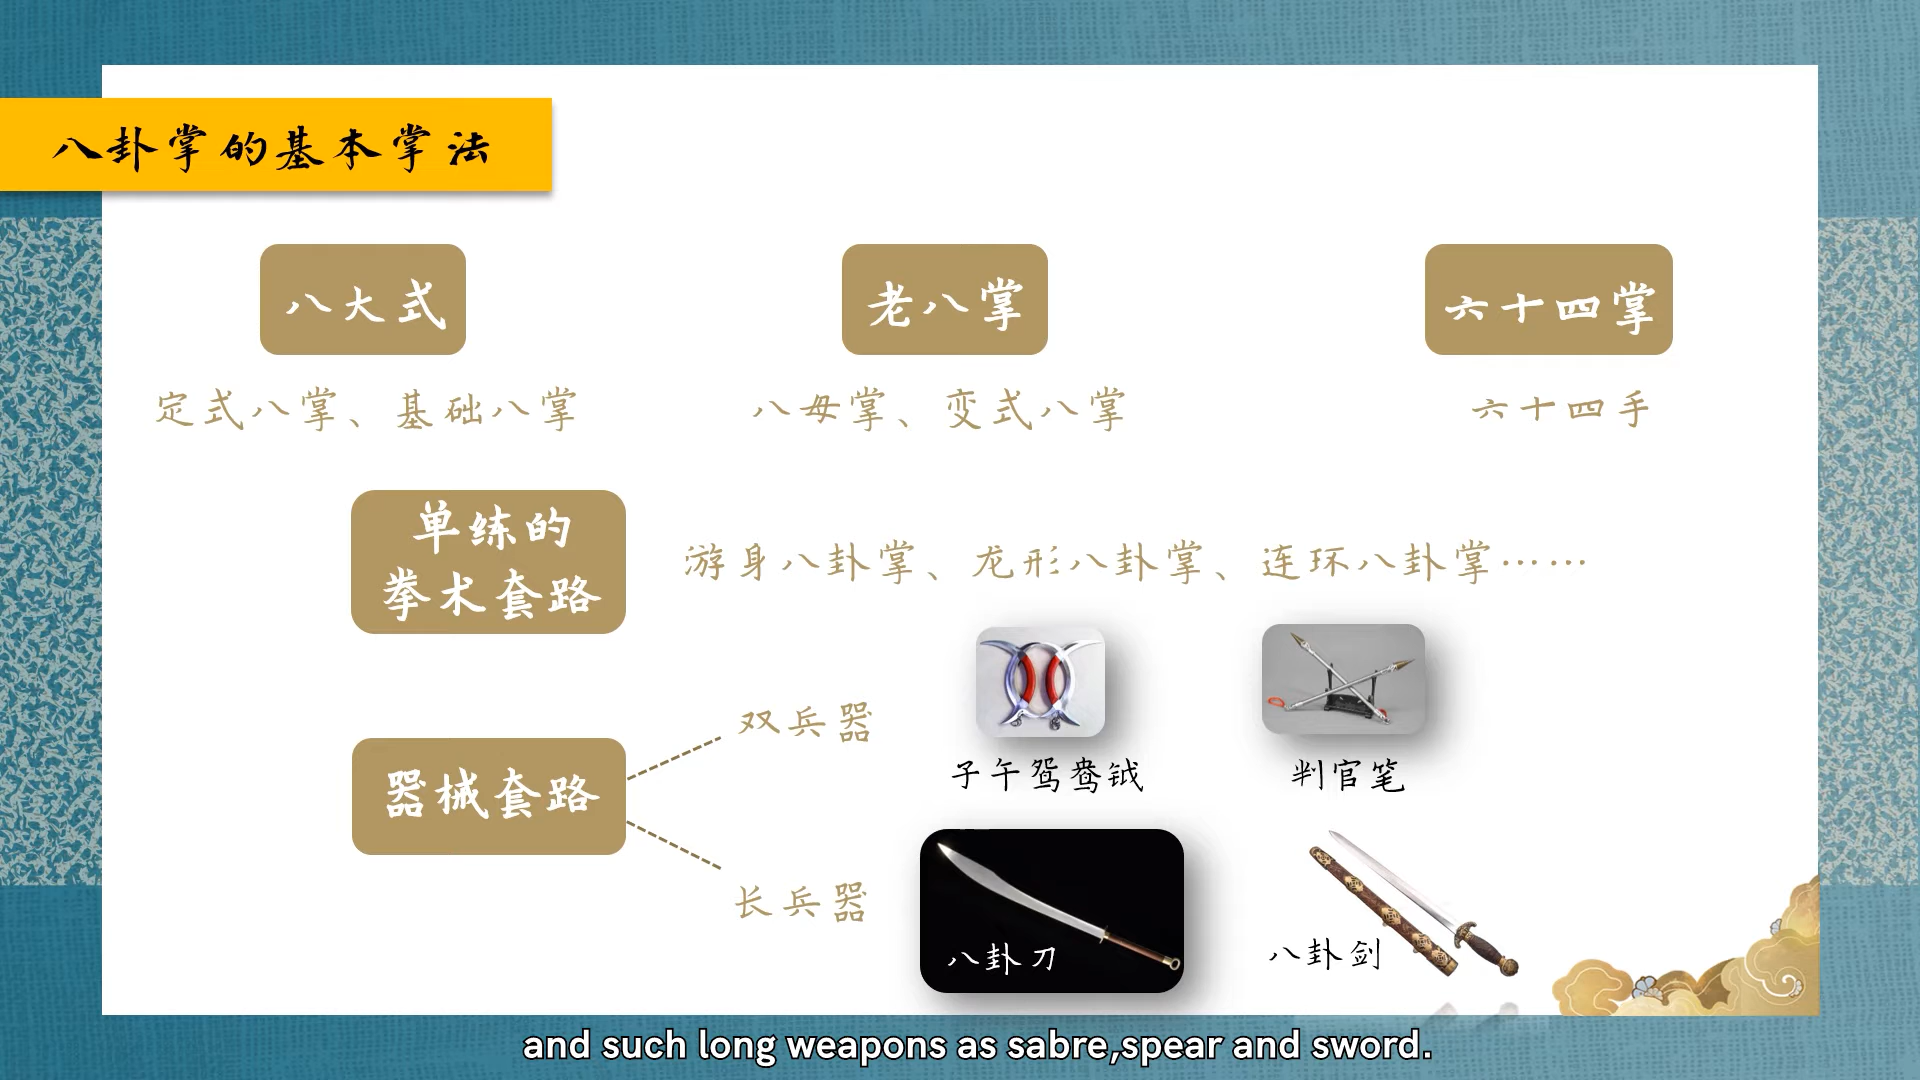 八卦掌的基本掌法
八大式
老八掌
六十四掌
定式八掌、基础八掌
八母掌、变式八掌
六十四手
单练的
拳术套路
游身八卦掌、龙形八卦掌、连环八卦掌……
器械套路
双兵器
子午鸳鸯钺
判官笔
长兵器
八卦刀
八卦剑
and such long weapons as sabre,spear and sword.